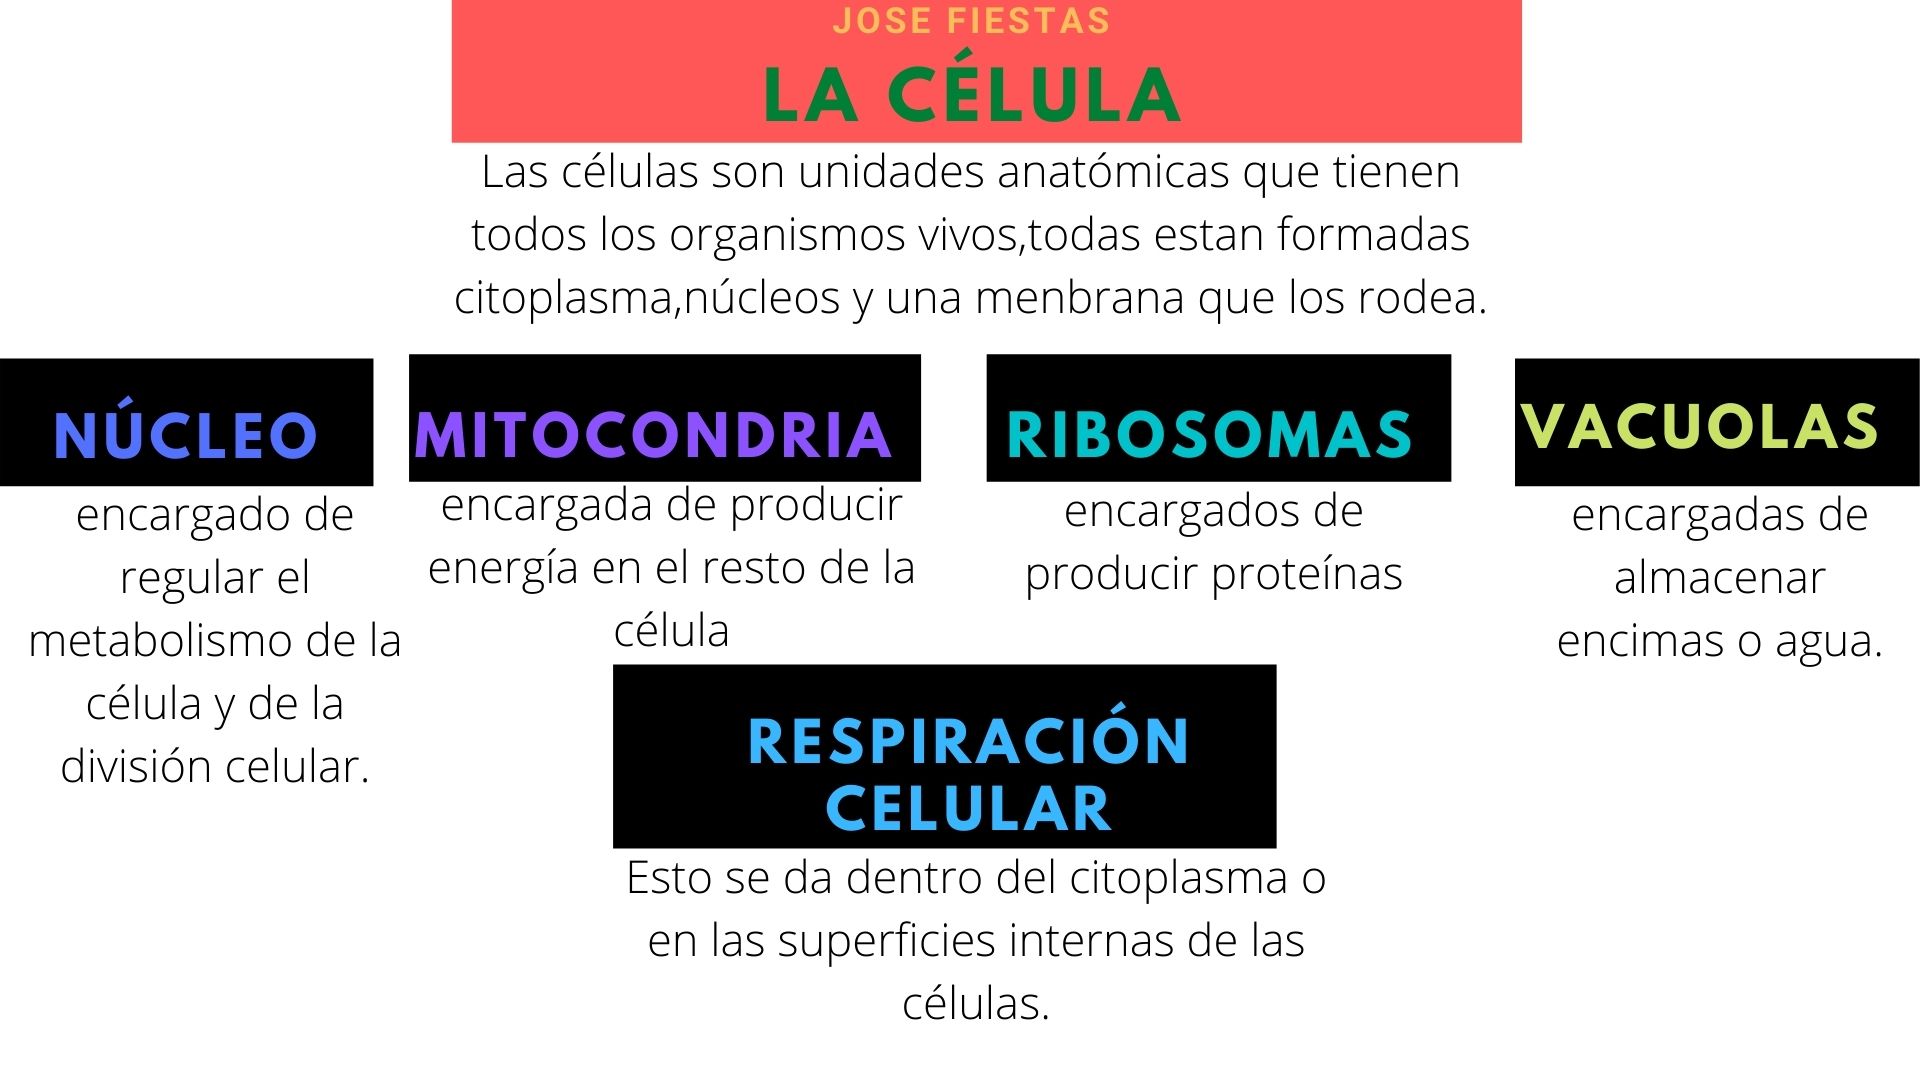 JOSE FIESTAS
LA CÉLULA
Las células son unidades anatómicas que tienen
todos los organismos vivos,todas estan formadas
citoplasma,núcleos y una menbrana que los rodea.
NÚCLEO
encargado de
regular el
metabolismo de la
célula y de la
división celular.
MITOCONDRIA
encargada de producir
energía en el resto de la
célula
RIBOSOMAS
encargados de
producir proteínas
VACUOLAS
encargadas de
almacenar
encimas o agua.
RESPIRACIÓN
CELULAR
Esto se da dentro del citoplasma o
en las superficies internas de las
células.